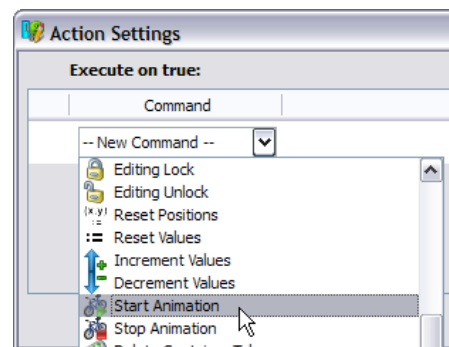 Action Settings
Execute on true:
Command
-- New Command --
Editing Lock
Editing Unlock
(x,y)
:=
Reset Positions
:= Reset Values
Increment Values
Decrement Values
Start Animation
Stop Animation